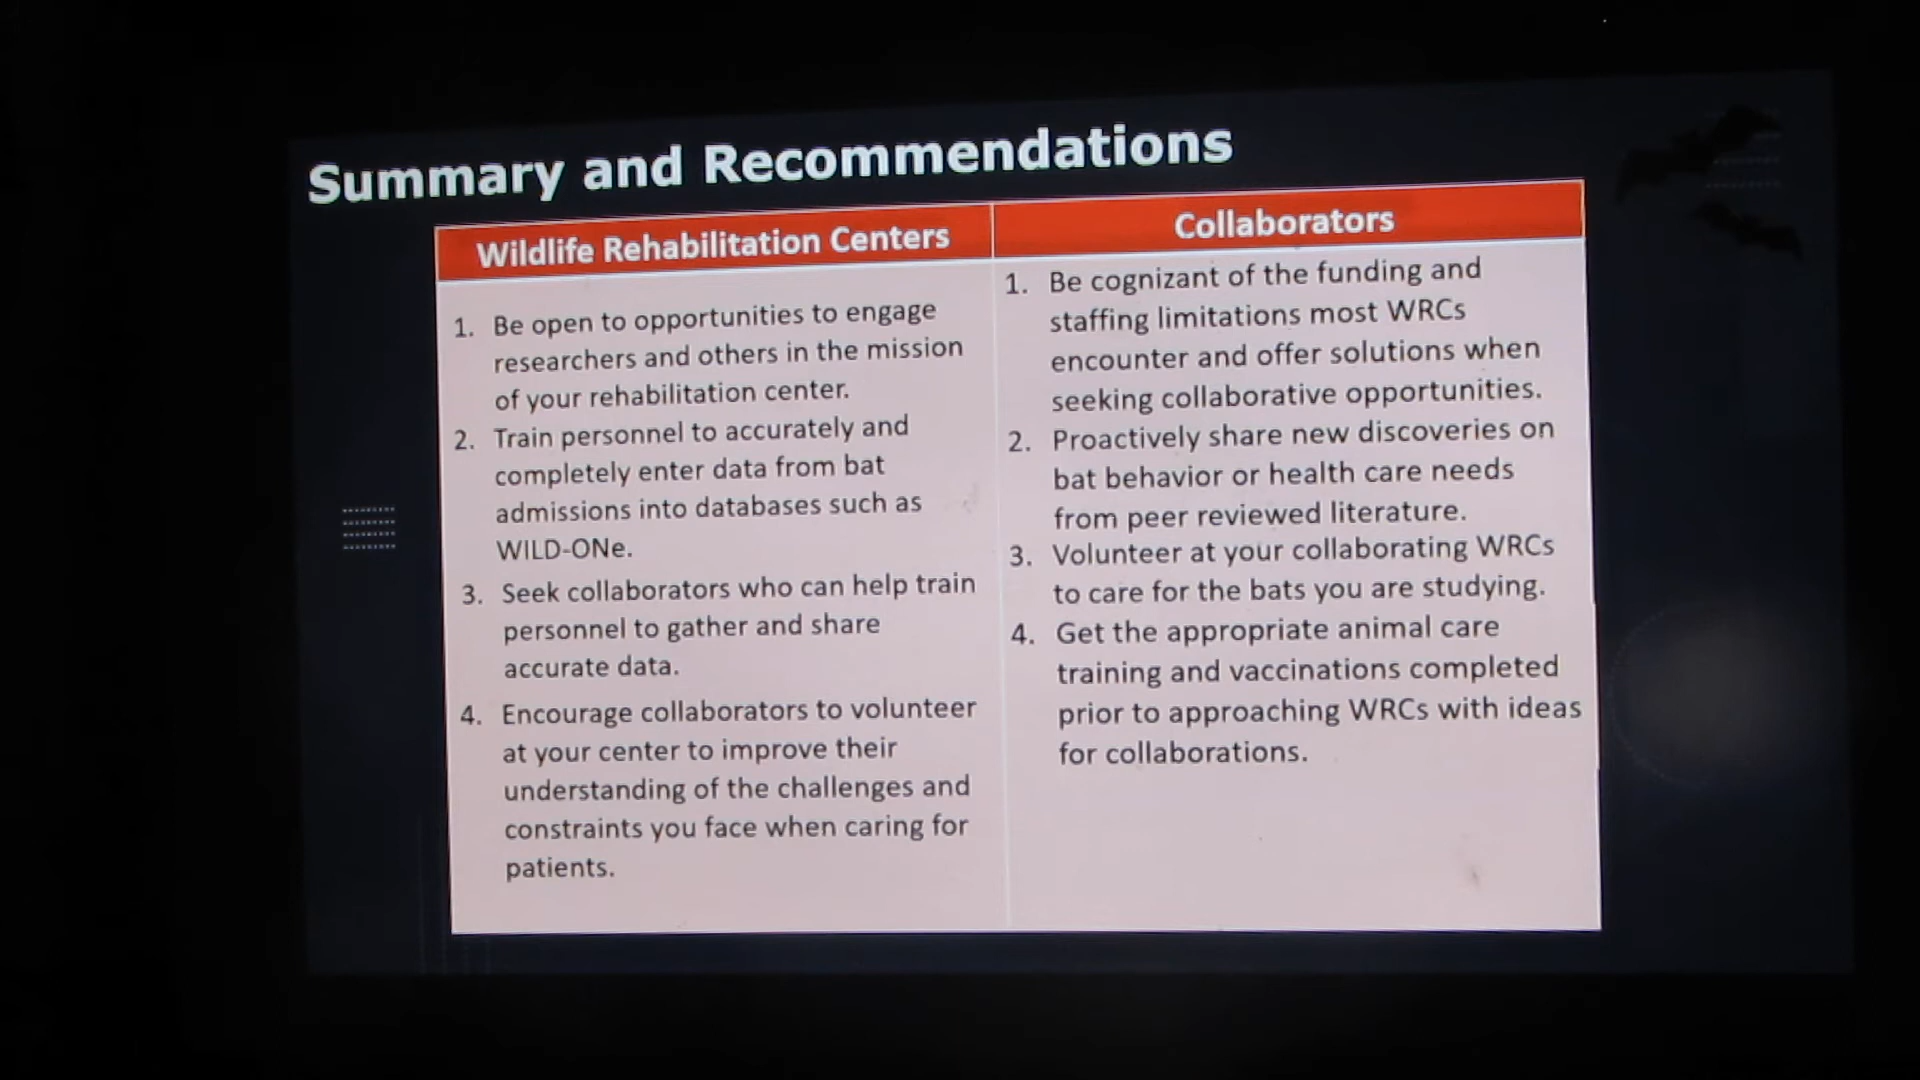 Summary and Recommendations
Wildlife Rehabilitation Centers
1. Be open to opportunities to engage
researchers and others in the mission
of your rehabilitation center.
2. Train personnel to accurately and
completely enter data from bat
admissions into databases such as
WILD-ONe.
3. Seek collaborators who can help train
personnel to gather and share
accurate data.
4. Encourage collaborators to volunteer
at your center to improve their
understanding of the challenges and
constraints you face when caring for
patients.
Collaborators
1. Be cognizant of the funding and
staffing limitations most WRCs
encounter and offer solutions when
seeking collaborative opportunities.
2. Proactively share new discoveries on
bat behavior or health care needs
from peer reviewed literature.
3. Volunteer at your collaborating WRCs
to care for the bats you are studying.
4. Get the appropriate animal care
training and vaccinations completed
prior to approaching WRCs with ideas
for collaborations.